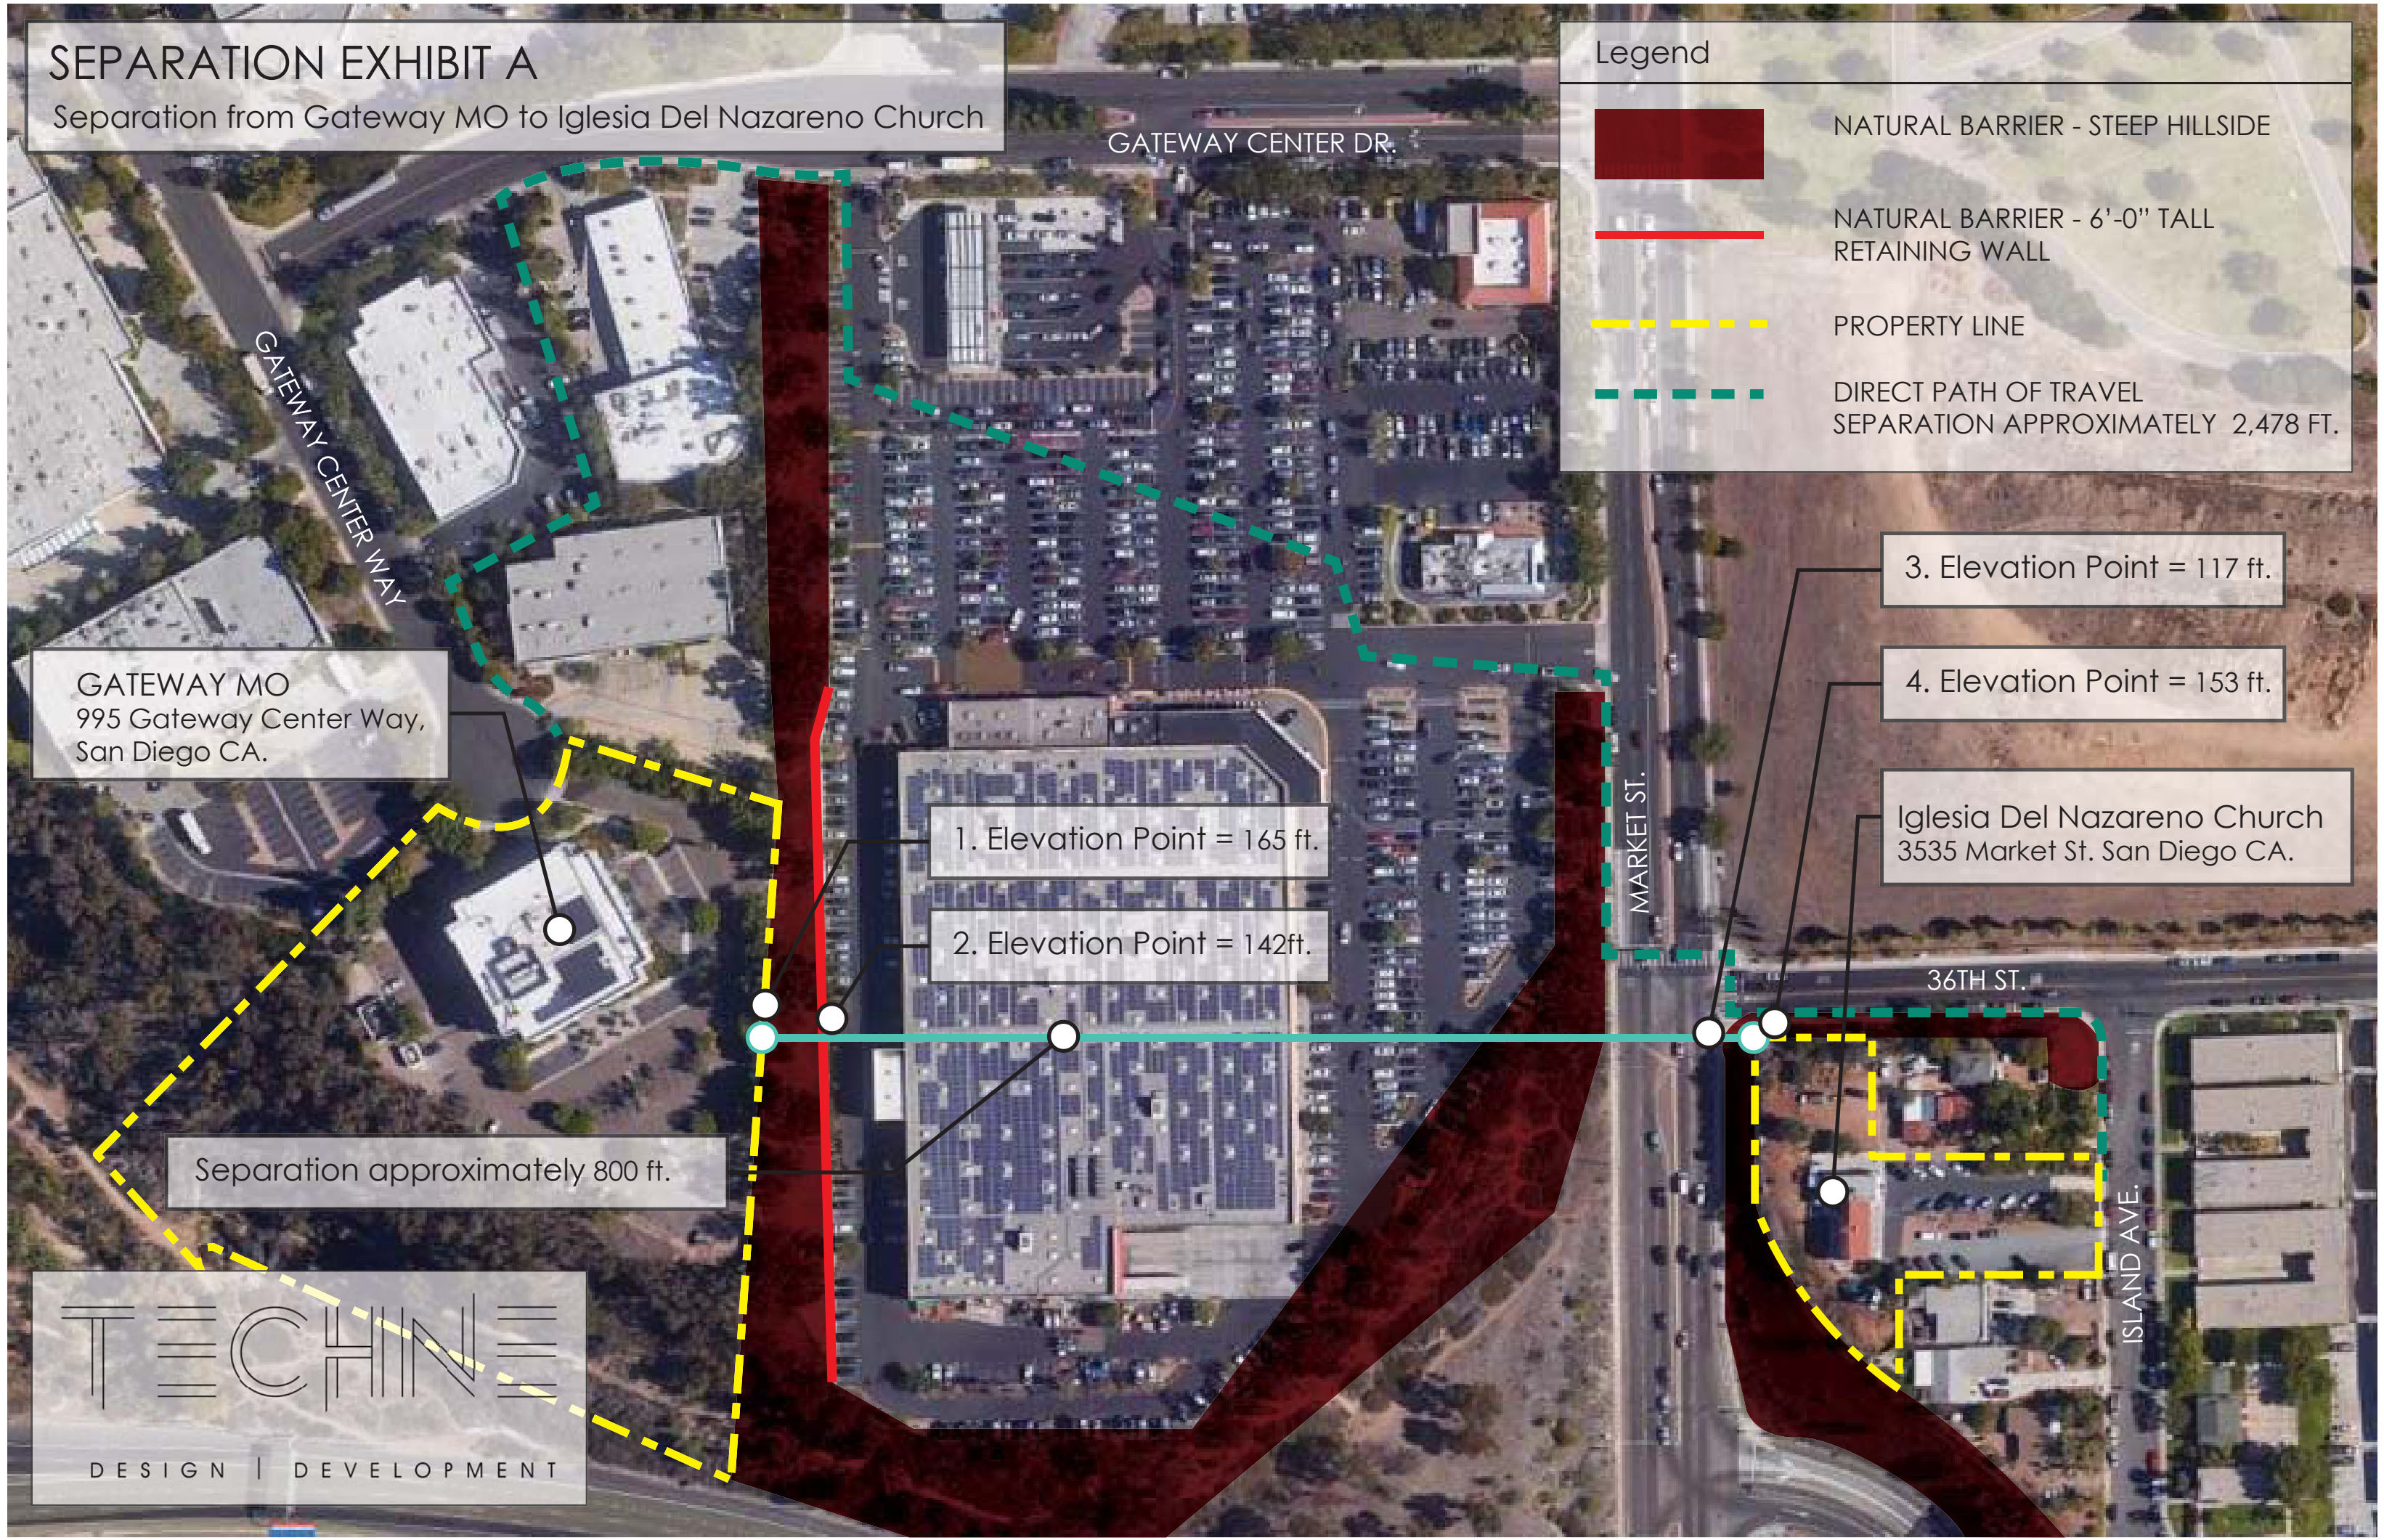 SEPARATION EXHIBIT A
Separation from Gateway MO to Iglesia Del Nazareno Church
Legend
NATURAL BARRIER - STEEP HILLSIDE
NATURAL BARRIER - 6'-0" TALL
RETAINING WALL
PROPERTY LINE
DIRECT PATH OF TRAVEL
SEPARATION APPROXIMATELY 2,478 FT.
GATEWAY CENTER DR.
GATEWAY CENTER WAY
GATEWAY MO
995 Gateway Center Way,
San Diego CA.
3. Elevation Point = 117 ft.
4. Elevation Point = 153 ft.
Iglesia Del Nazareno Church
3535 Market St. San Diego CA.
1. Elevation Point = 165 ft.
2. Elevation Point = 142ft.
MARKET ST.
36TH ST.
Separation approximately 800 ft.
ISLAND AVE.
TECHNE
DESIGN | DEVELOPMENT